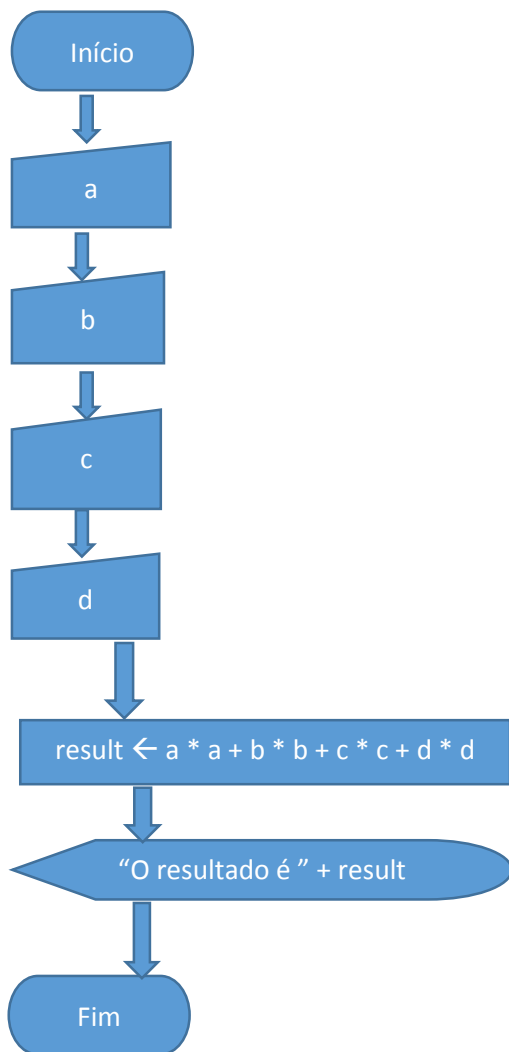 Início
a
b
c
d
result ← a * a + b * b + c * c + d * d
“O resultado é ” + result
Fim